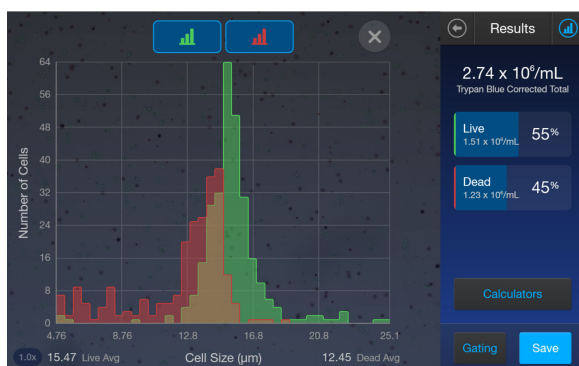 Results
2.74 x 10⁶/mL
Trypan Blue Corrected Total
Live
1.51 x 10⁶/mL
55%
Dead
1.23 x 10⁶/mL
45%
Calculators
Gating
Save
Number of Cells
64
56
48
40
32
24
16
8
0
4.76
8.76
12.8
16.8
20.8
25.1
1.0x
15.47 Live Avg
Cell Size (µm)
12.45 Dead Avg